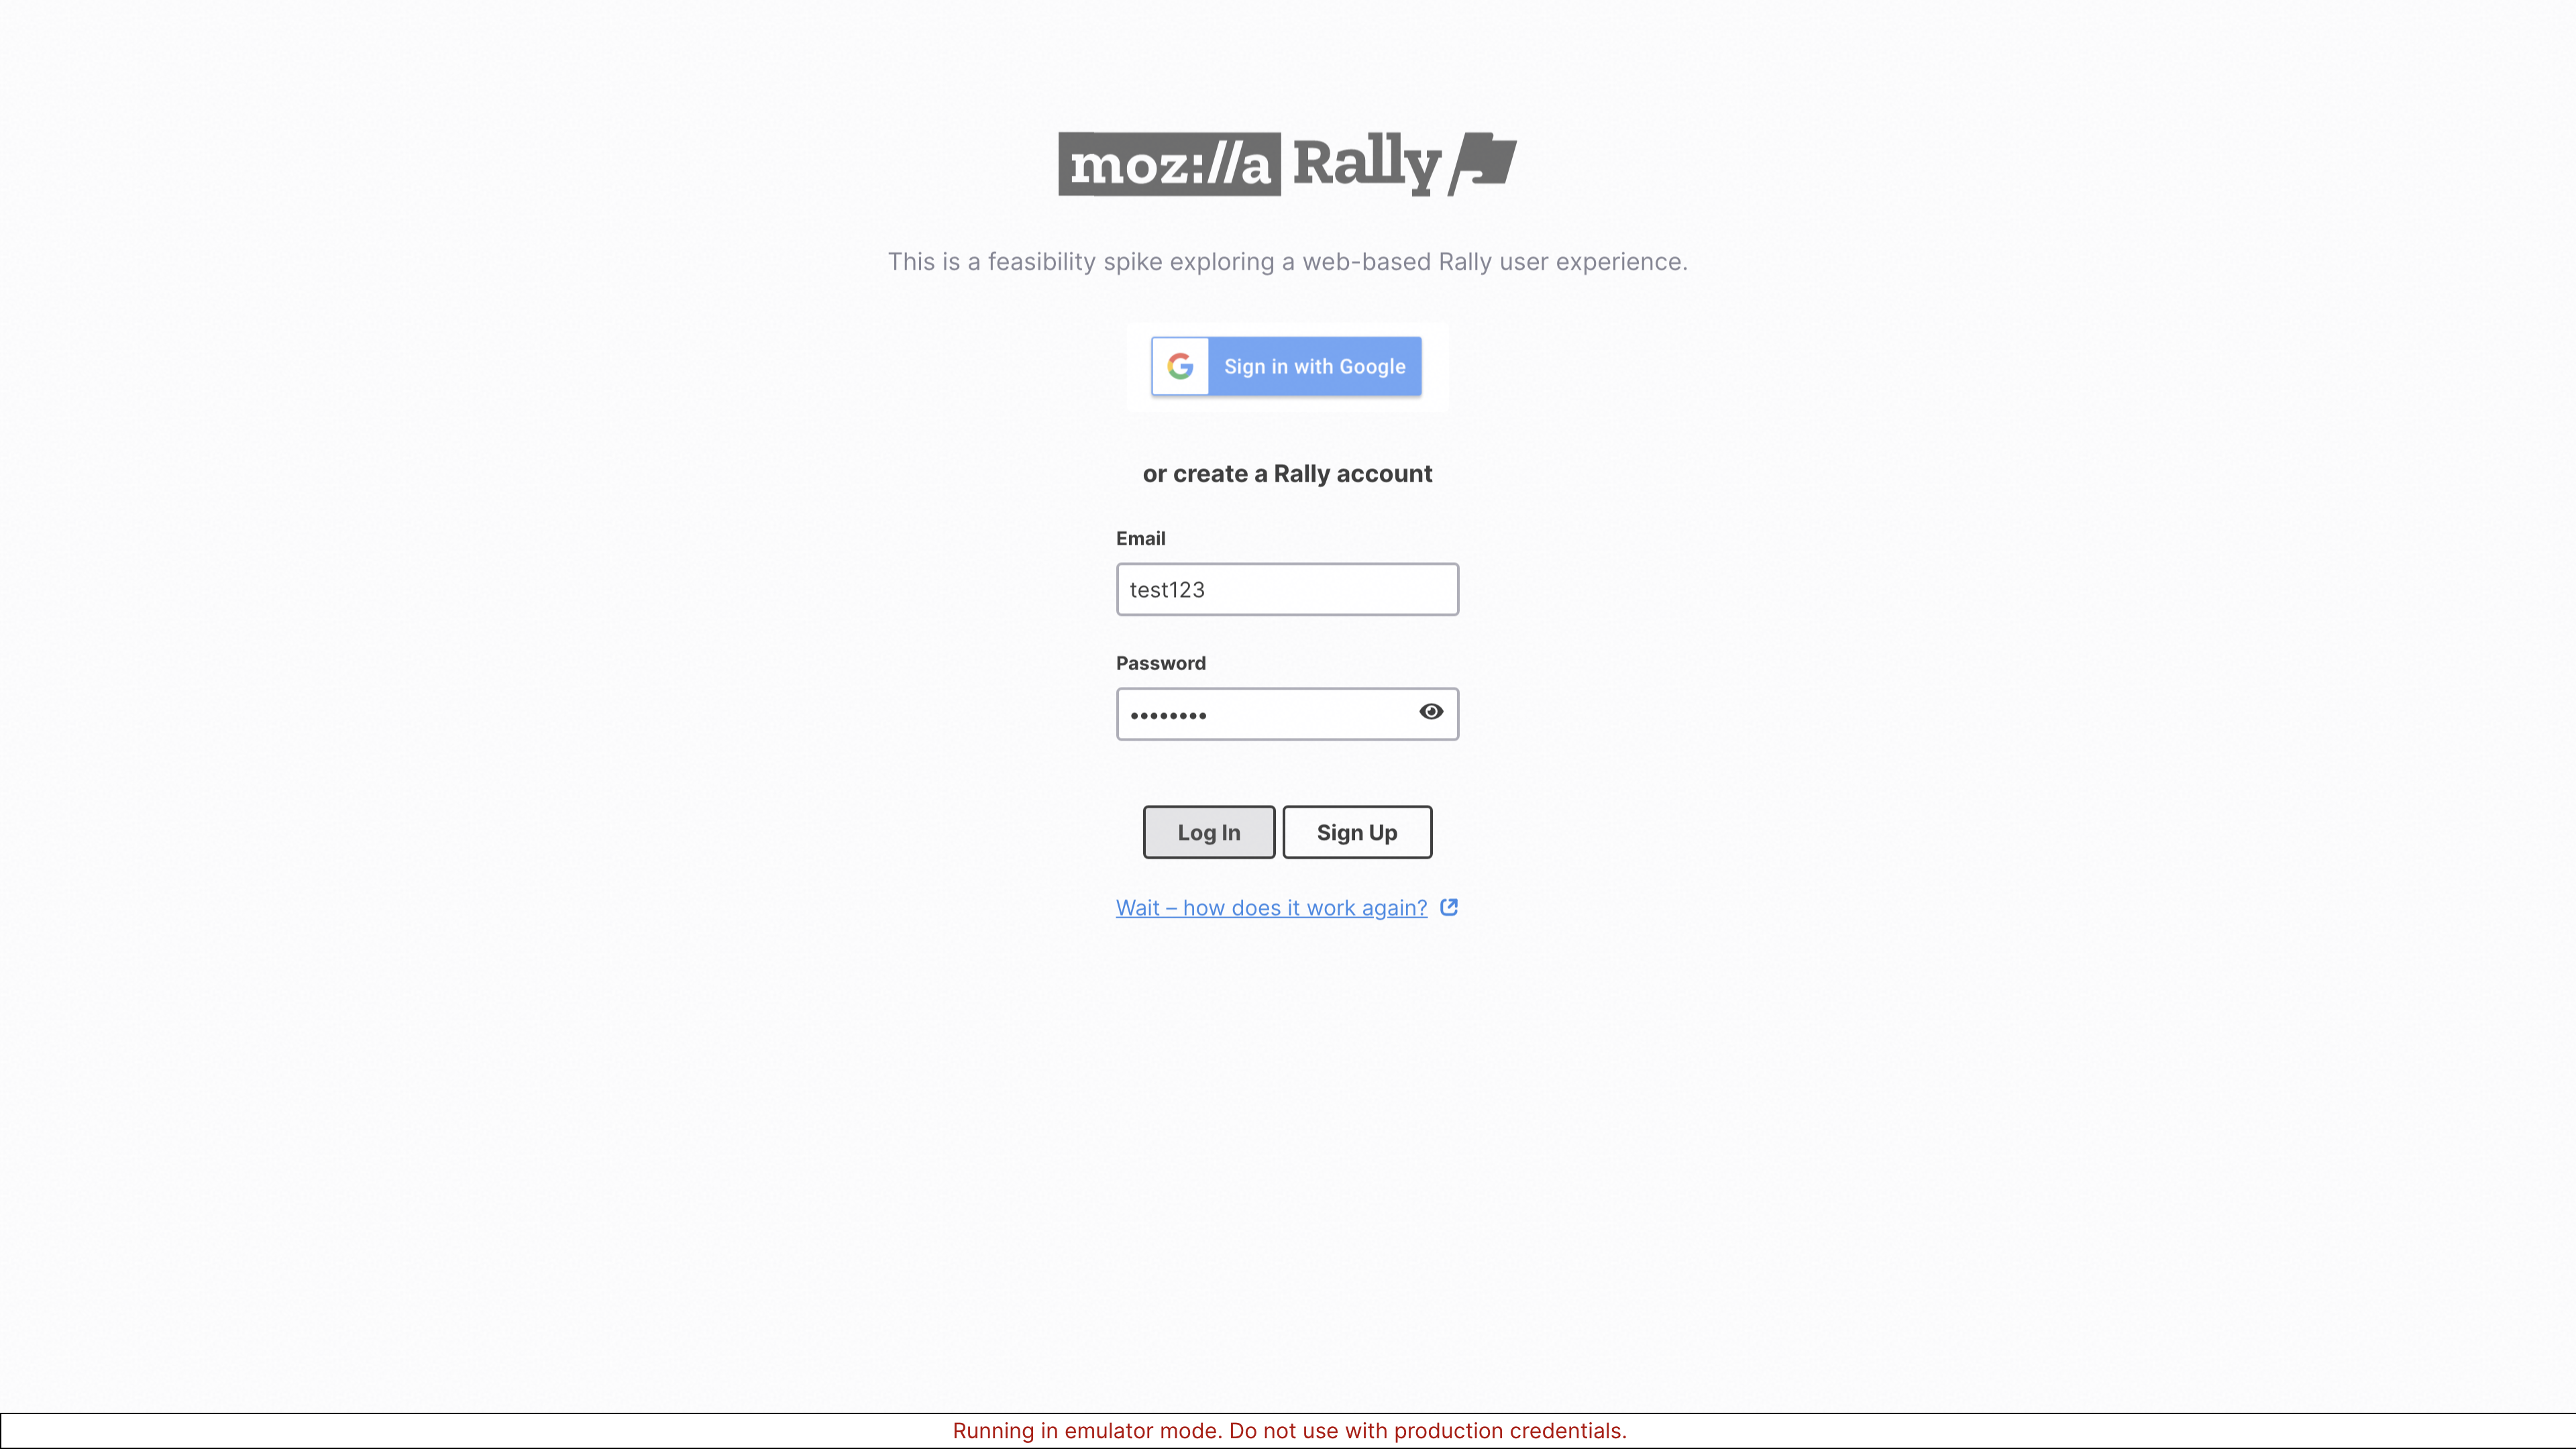 moz://a Rally
This is a feasibility spike exploring a web-based Rally user experience.
Sign in with Google
or create a Rally account
Email
test123
Password
••••••••
Log In Sign Up
Wait – how does it work again?
Running in emulator mode. Do not use with production credentials.